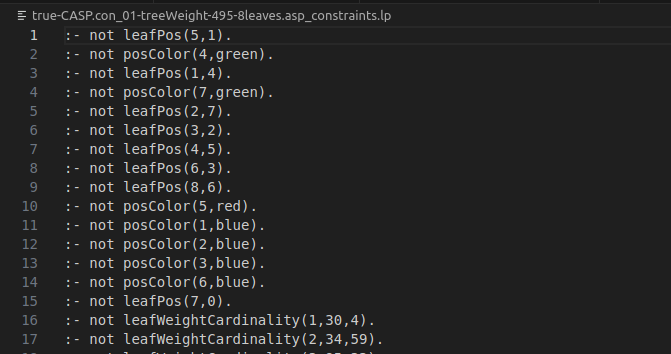 true-CASP.con_01-treeWeight-495-8leaves.asp_constraints.lp
1 :- not leafPos(5,1).
2 :- not posColor(4,green).
3 :- not leafPos(1,4).
4 :- not posColor(7,green).
5 :- not leafPos(2,7).
6 :- not leafPos(3,2).
7 :- not leafPos(4,5).
8 :- not leafPos(6,3).
9 :- not leafPos(8,6).
10 :- not posColor(5,red).
11 :- not posColor(1,blue).
12 :- not posColor(2,blue).
13 :- not posColor(3,blue).
14 :- not posColor(6,blue).
15 :- not leafPos(7,0).
16 :- not leafWeightCardinality(1,30,4).
17 :- not leafWeightCardinality(2,34,59).